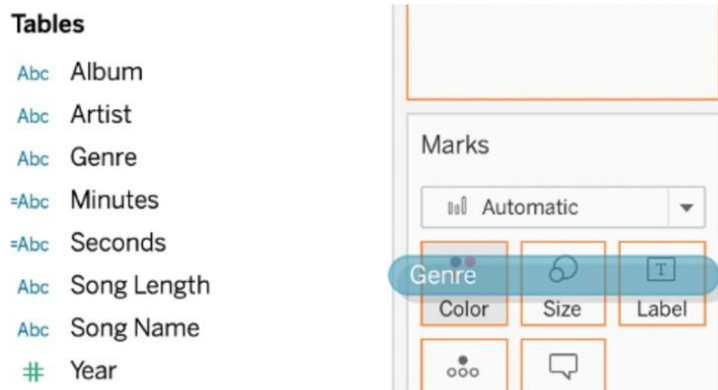 Tables
Abc Album
Abc Artist
Abc Genre
=Abc Minutes
=Abc Seconds
Abc Song Length
Abc Song Name
# Year
Marks
Automatic
Genre
T
Color Size Label